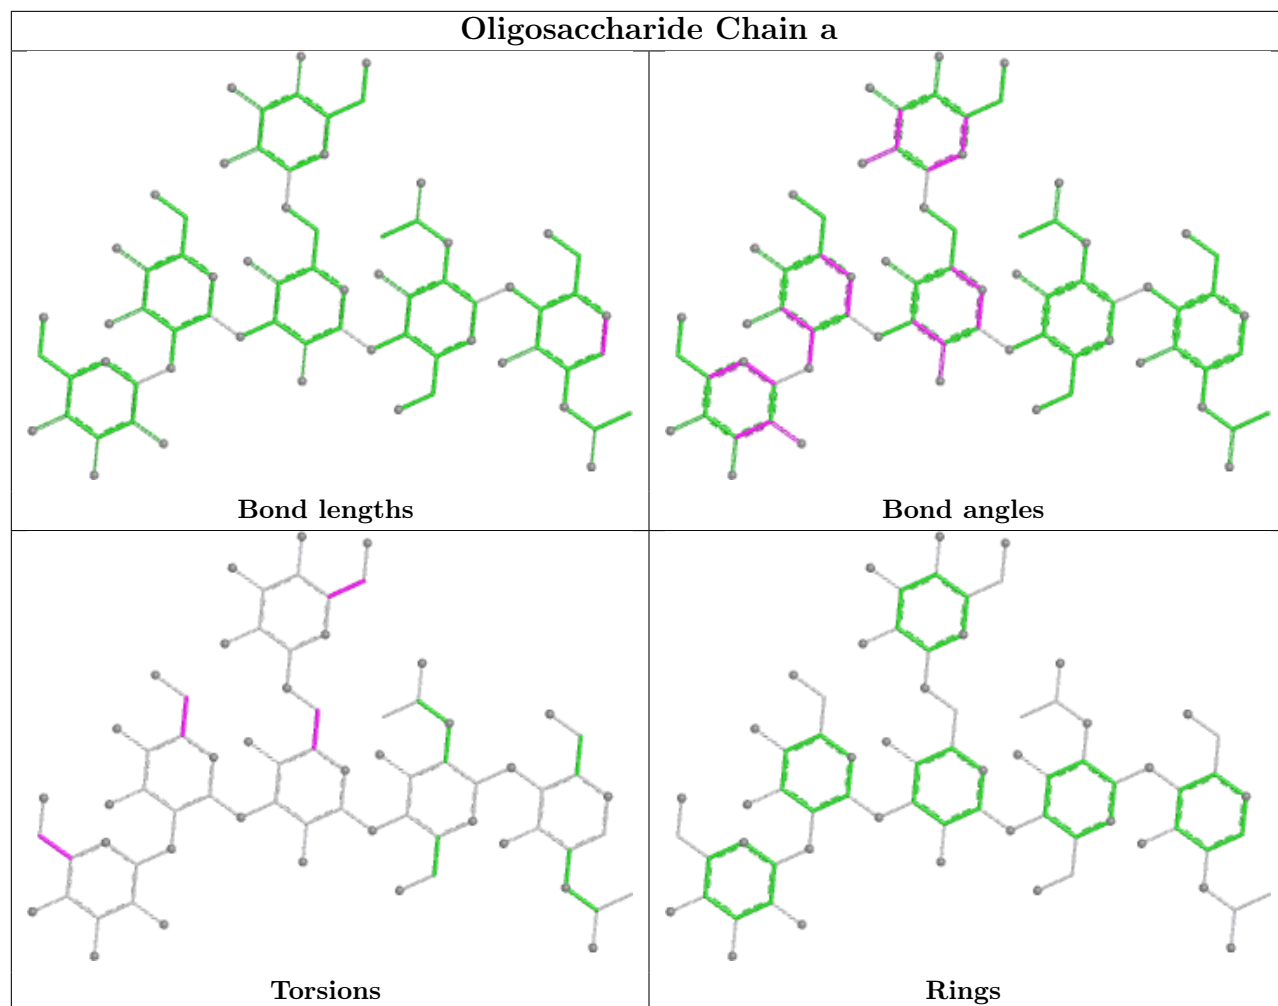 Oligosaccharide Chain a
Bond lengths
Bond angles
Torsions
Rings